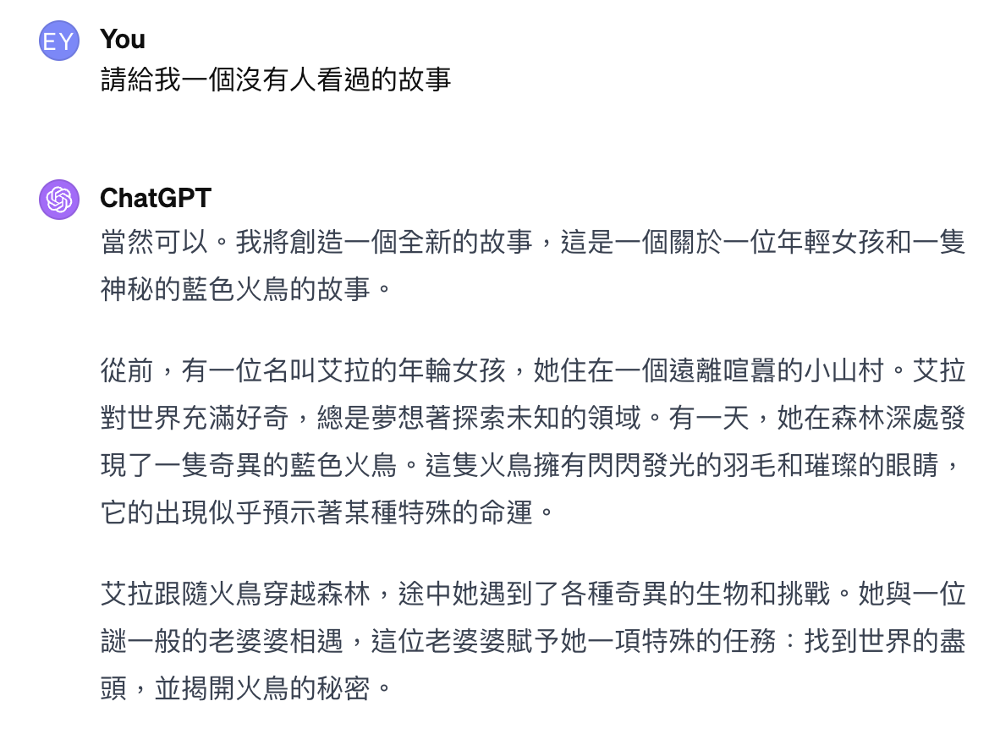 EY
You
請給我一個沒有人看過的故事
ChatGPT
當然可以。我將創造一個全新的故事，這是一個關於一位年輕女孩和一隻
神秘的藍色火鳥的故事。
從前，有一位名叫艾拉的年輪女孩，她住在一個遠離喧囂的小山村。艾拉
對世界充滿好奇，總是夢想著探索未知的領域。有一天，她在森林深處發
現了一隻奇異的藍色火鳥。這隻火鳥擁有閃閃發光的羽毛和璀璨的眼睛，
它的出現似乎預示著某種特殊的命運。
艾拉跟隨火鳥穿越森林，途中她遇到了各種奇異的生物和挑戰。她與一位
謎一般的老婆婆相遇，這位老婆婆賦予她一項特殊的任務：找到世界的盡
頭，並揭開火鳥的秘密。